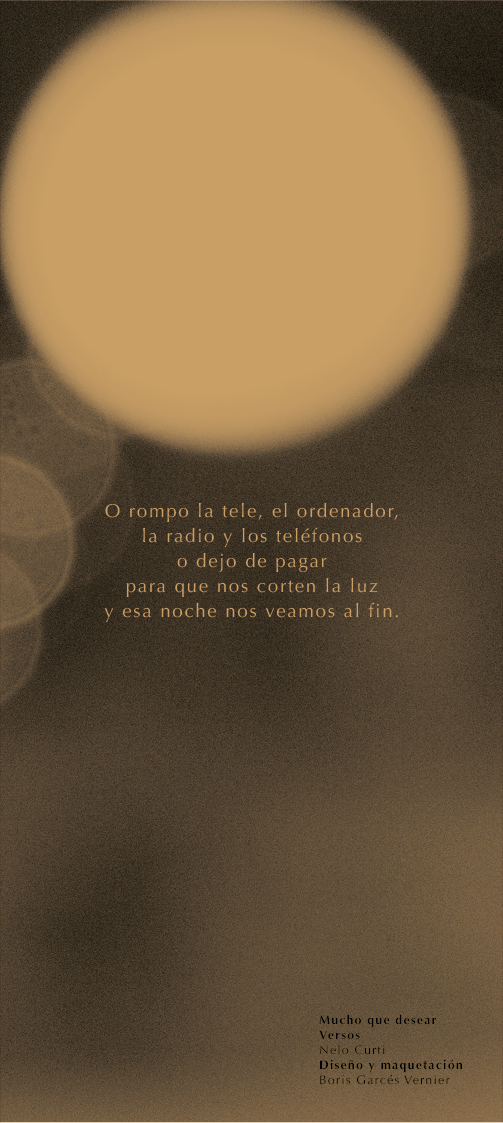 O rompo la tele, el ordenador,
la radio y los teléfonos
o dejo de pagar
para que nos corten la luz
y esa noche nos veamos al fin.
Mucho que desear
Versos
Nelo Curti
Diseño y maquetación
Boris Garcés Vernier